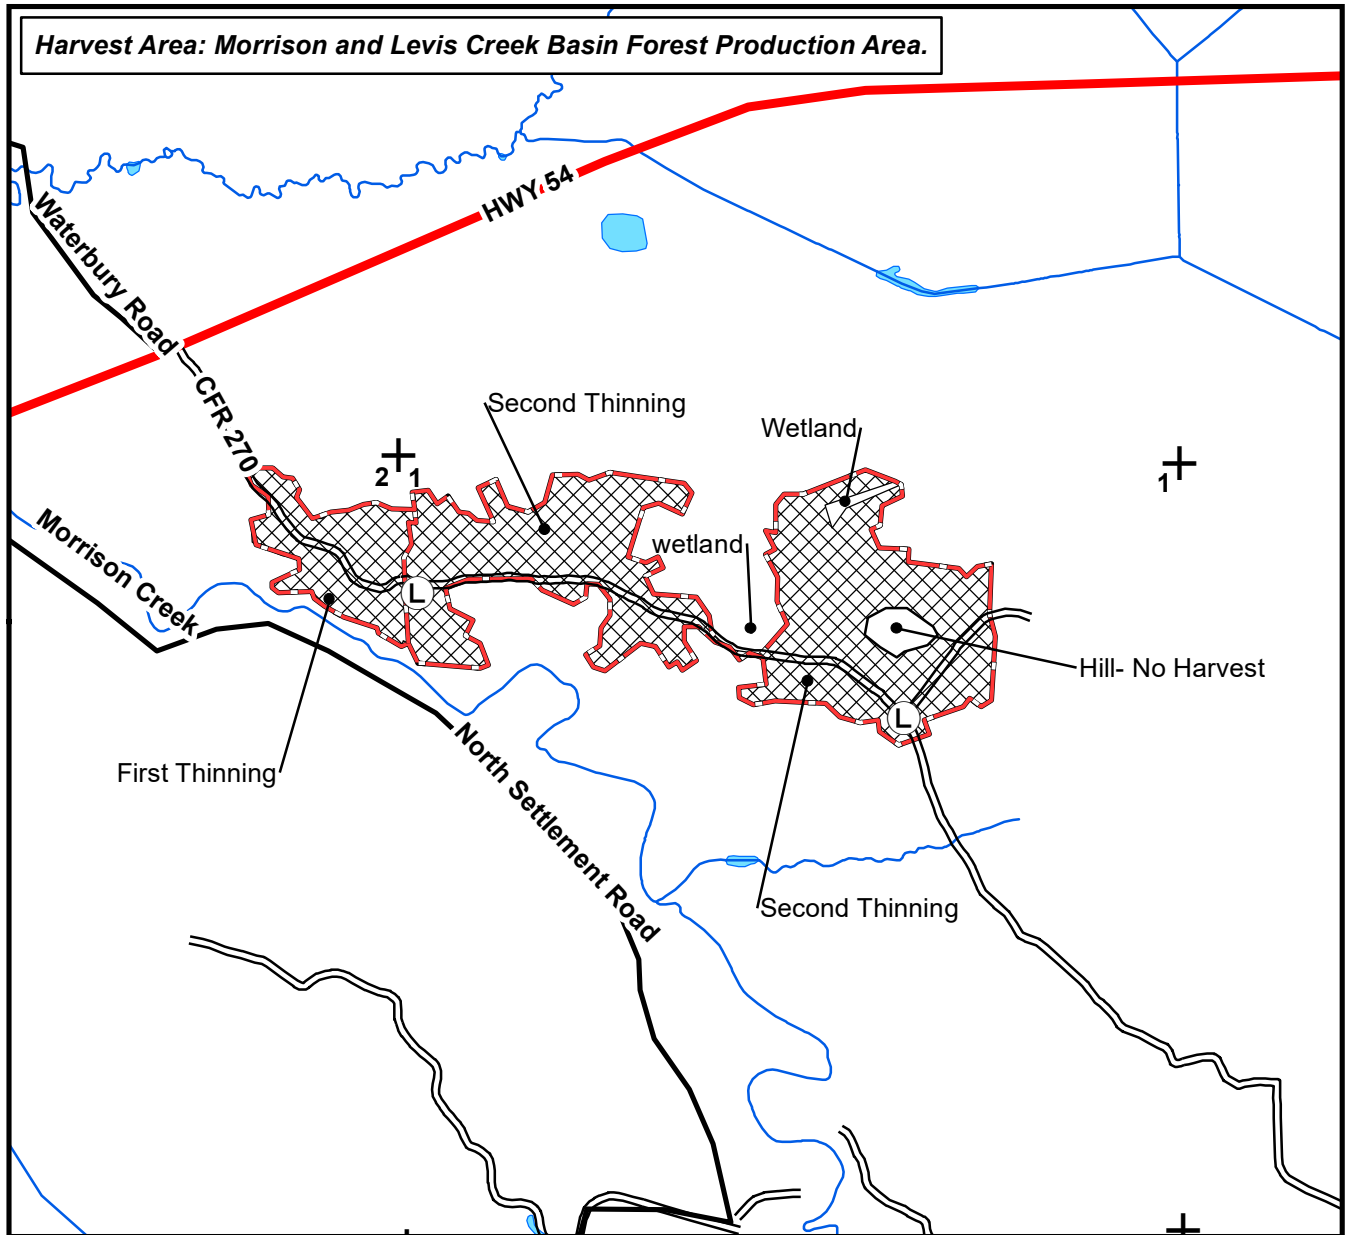 Harvest Area: Morrison and Levis Creek Basin Forest Production Area.
HWY 54
Waterbury Road
CFR 270
Second Thinning
Wetland
2 1
1
Morrison Creek
wetland
L
Hill- No Harvest
L
First Thinning
North Settlement Road
Second Thinning